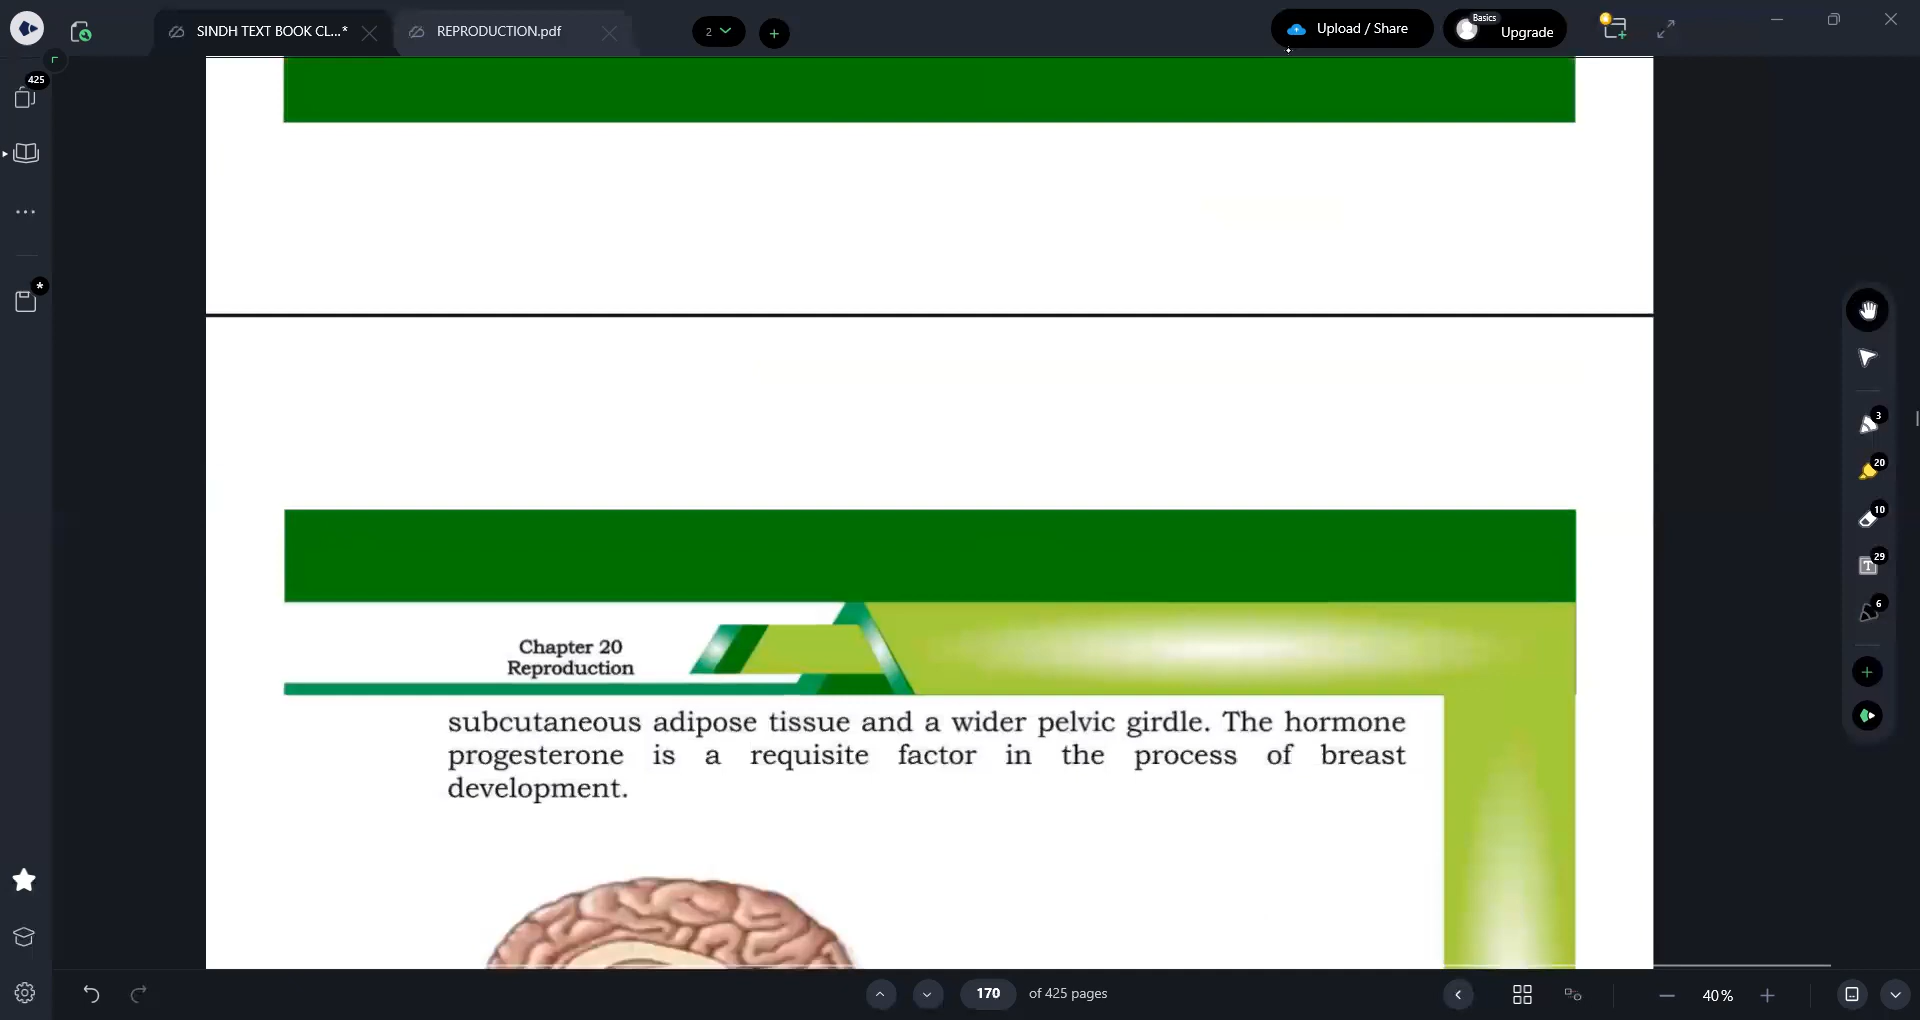 SINDH TEXT BOOK CL...*
REPRODUCTION.pdf
2
Upload / Share
Basics
Upgrade
425
*
Chapter 20
Reproduction
subcutaneous adipose tissue and a wider pelvic girdle. The hormone
progesterone is a requisite factor in the process of breast
development.
3
20
10
29
T
6
170
of 425 pages
40%